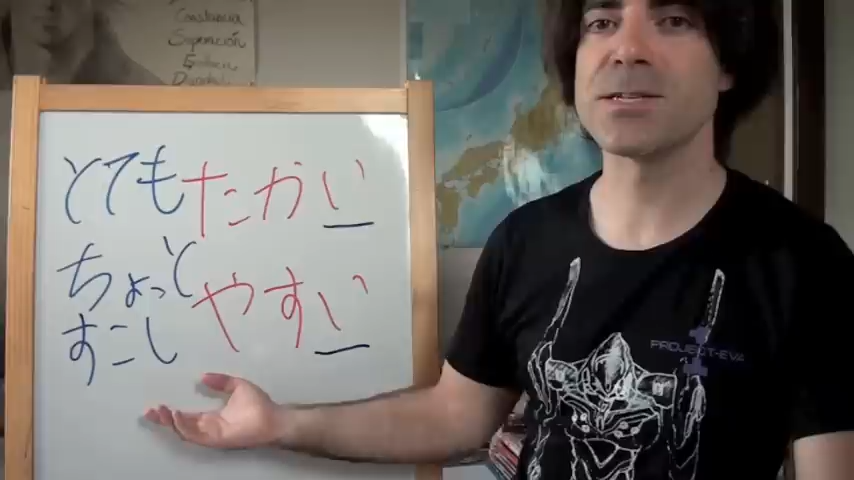 Constancia
Superación
とても たかい
ちょっと やすい
すこし
PROJECT-EVA